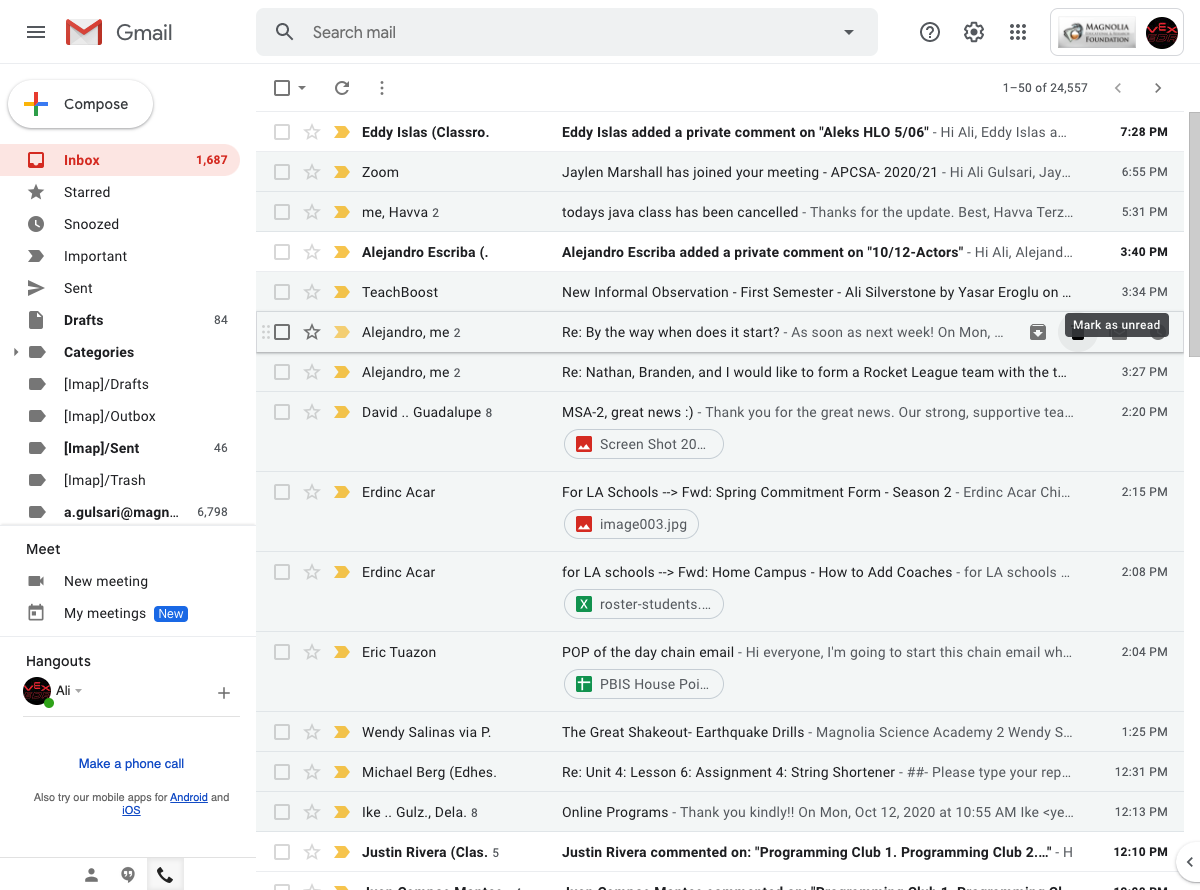 Gmail
Search mail
MAGNOLIA
FOUNDATION
Compose
1–50 of 24,557
Inbox 1,687
Starred
Snoozed
Important
Sent
Drafts 84
Categories
[Imap]/Drafts
[Imap]/Outbox
[Imap]/Sent 46
[Imap]/Trash
a.gulsari@magn... 6,798
Meet
New meeting
My meetings New
Hangouts
Ali
Make a phone call
Also try our mobile apps for Android and
iOS
Eddy Islas (Classro. Eddy Islas added a private comment on "Aleks HLO 5/06" - Hi Ali, Eddy Islas a... 7:28 PM
Zoom Jaylen Marshall has joined your meeting - APCSA- 2020/21 - Hi Ali Gulsari, Jay... 6:55 PM
me, Havva 2 todays java class has been cancelled - Thanks for the update. Best, Havva Terz... 5:31 PM
Alejandro Escriba (. Alejandro Escriba added a private comment on "10/12-Actors" - Hi Ali, Alejand... 3:40 PM
TeachBoost New Informal Observation - First Semester - Ali Silverstone by Yasar Eroglu on ... 3:34 PM
Alejandro, me 2 Re: By the way when does it start? - As soon as next week! On Mon, ... Mark as unread
Alejandro, me 2 Re: Nathan, Branden, and I would like to form a Rocket League team with the t... 3:27 PM
David .. Guadalupe 8 MSA-2, great news :) - Thank you for the great news. Our strong, supportive tea... 2:20 PM
Screen Shot 20...
Erdinc Acar For LA Schools --> Fwd: Spring Commitment Form - Season 2 - Erdinc Acar Chi... 2:15 PM
image003.jpg
Erdinc Acar for LA schools --> Fwd: Home Campus - How to Add Coaches - for LA schools ... 2:08 PM
X roster-students....
Eric Tuazon POP of the day chain email - Hi everyone, I'm going to start this chain email wh... 2:04 PM
PBIS House Poi...
Wendy Salinas via P. The Great Shakeout- Earthquake Drills - Magnolia Science Academy 2 Wendy S... 1:25 PM
Michael Berg (Edhes. Re: Unit 4: Lesson 6: Assignment 4: String Shortener - ##- Please type your rep... 12:31 PM
Ike .. Gulz., Dela. 8 Online Programs - Thank you kindly!! On Mon, Oct 12, 2020 at 10:55 AM Ike <ye... 12:13 PM
Justin Rivera (Clas. 5 Justin Rivera commented on: "Programming Club 1. Programming Club 2...." - H 12:10 PM